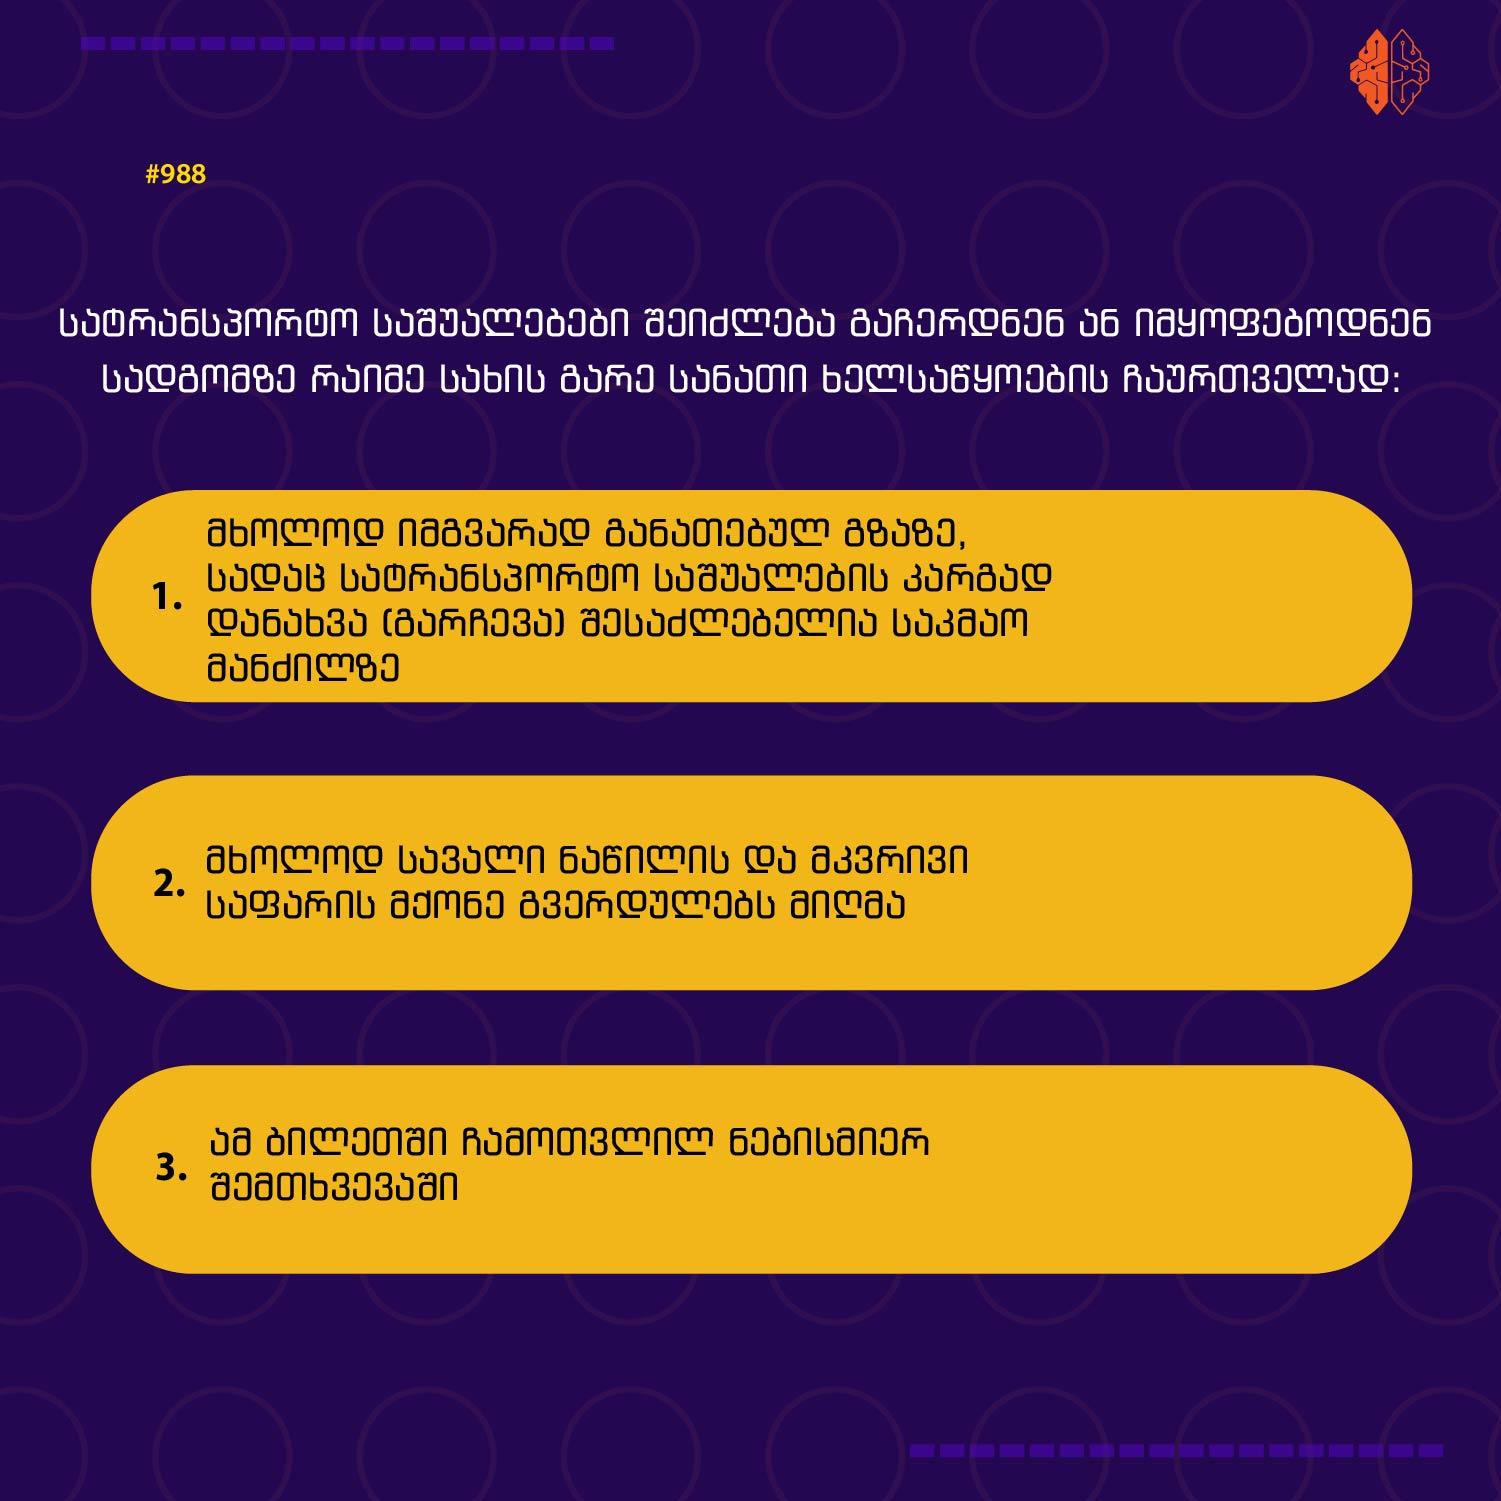 #988
სატრანსპორტო საშუალებები შეიძლება გაჩერდნენ ან იმყოფებოდნენ
სადგომზე რაიმე სახის გარე სანათი ხელსაწყოების ჩაურთველად:
მხოლოდ იმგვარად განათებულ გზაზე,
სადაც სატრანსპორტო საშუალების კარგად
1. დანახვა (გარჩევა) შესაძლებელია საკმაო
მანძილზე
მხოლოდ სავალი ნაწილის და მკვრივი
2. საფარის მქონე გვერდულებს მიღმა
ამ ბილეთში ჩამოთვლილ ნებისმიერ
3. შემთხვევაში